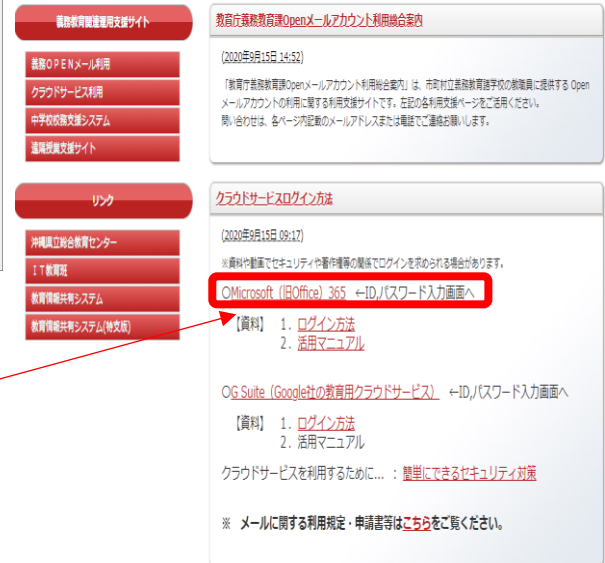 義務教育関連運用支援サイト
義務OPENメール利用
クラウドサービス利用
中学校校務支援システム
遠隔授業支援サイト
リンク
沖縄県立総合教育センター
IT教育班
教育情報共有システム
教育情報共有システム(特支版)
教育庁義務教育課Openメールアカウント利用総合案内
(2020年9月15日 14:52)
「教育庁義務教育課Openメールアカウント利用総合案内」は、市町村立義務教育諸学校の教職員に提供する Open
メールアカウントの利用に関する利用支援サイトです。左記の各利用支援ページをご活用ください。
問い合わせは、各ページ内記載のメールアドレスまたは電話でご連絡お願いします。
クラウドサービスログイン方法
(2020年9月15日 09:17)
※資料や動画でセキュリティや著作権等の関係でログインを求められる場合があります。
○Microsoft（旧Office）365 ←ID,パスワード入力画面へ
【資料】 1. ログイン方法
2. 活用マニュアル
○G Suite（Google社の教育用クラウドサービス） ←ID,パスワード入力画面へ
【資料】 1. ログイン方法
2. 活用マニュアル
クラウドサービスを利用するために... ：簡単にできるセキュリティ対策
※ メールに関する利用規定・申請書等はこちらをご覧ください。